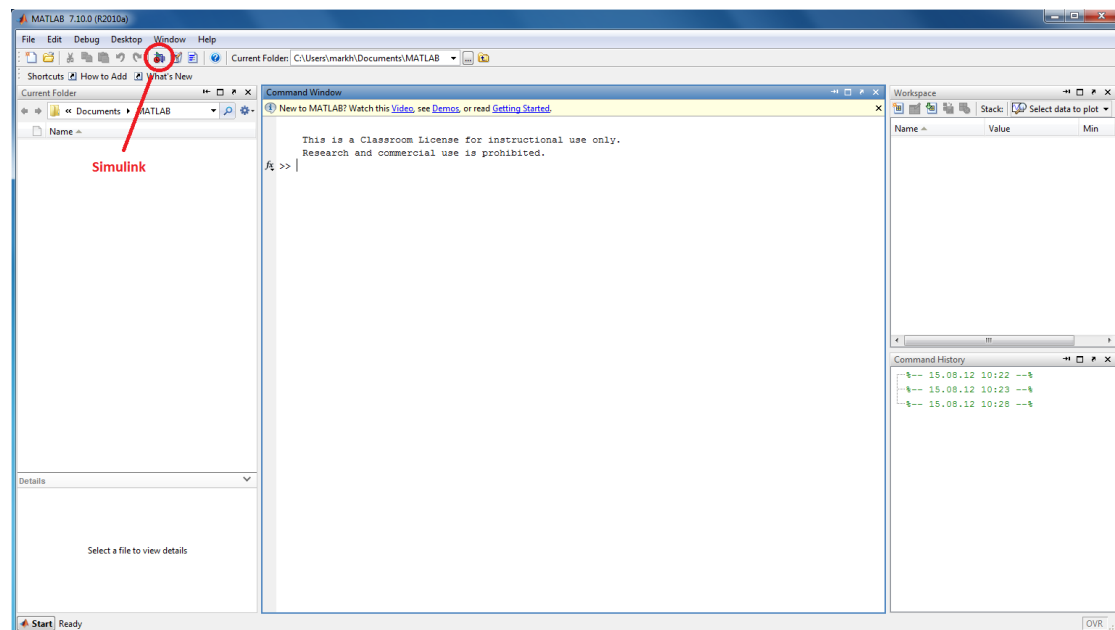 MATLAB 7.10.0 (R2010a)
File Edit Debug Desktop Window Help
Current Folder: C:\Users\markh\Documents\MATLAB
Shortcuts How to Add What's New
Current Folder
« Documents MATLAB
Name
Simulink
Details
Select a file to view details
Command Window
New to MATLAB? Watch this Video, see Demos, or read Getting Started.
This is a Classroom License for instructional use only.
Research and commercial use is prohibited.
fx >>
Workspace
Stack: Select data to plot
Name Value Min
Command History
%-- 15.08.12 10:22 --%
%-- 15.08.12 10:23 --%
%-- 15.08.12 10:28 --%
Start Ready
OVR